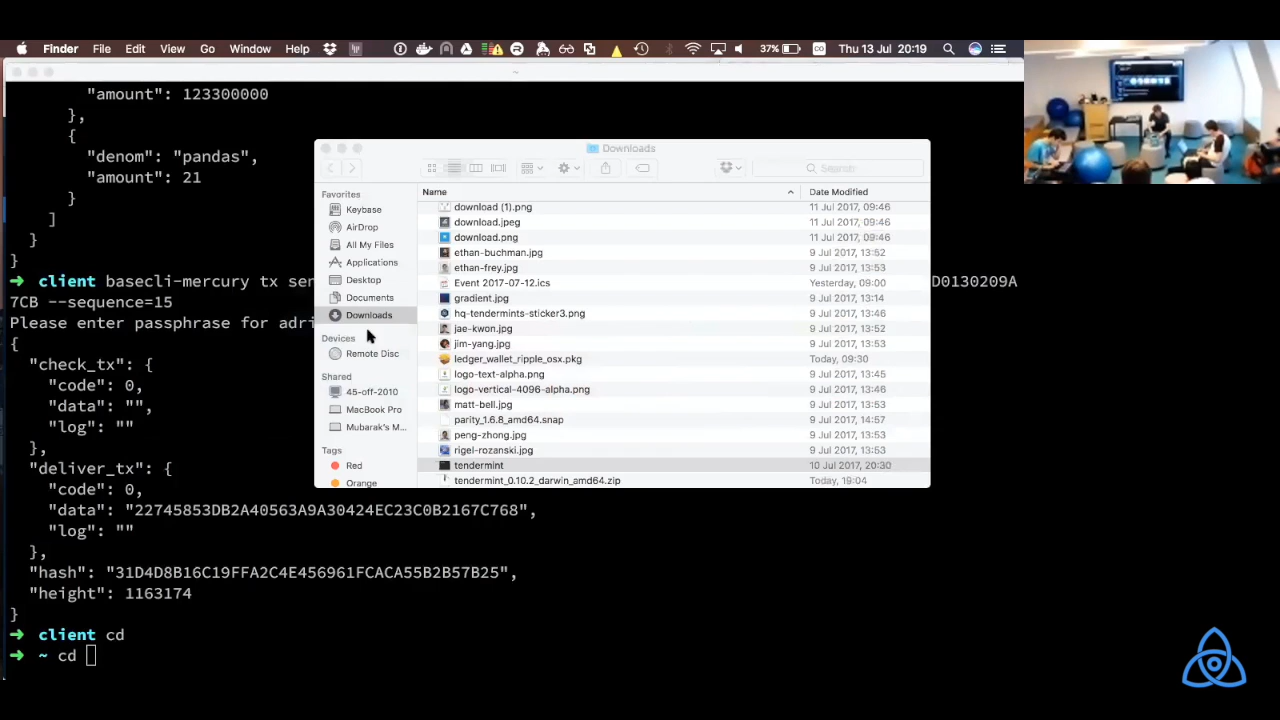 Finder File Edit View Go Window Help 37% CO Thu 13 Jul 20:19
~
"amount": 123300000
},
{
"denom": "pandas",
"amount": 21
}
]
}
}
➜ client basecli-mercury tx ser D0130209A
7CB --sequence=15
Please enter passphrase for adri
{
"check_tx": {
"code": 0,
"data": "",
"log": ""
},
"deliver_tx": {
"code": 0,
"data": "22745853DB2A40563A9A30424EC23C0B2167C768",
"log": ""
},
"hash": "31D4D8B16C19FFA2C4E456961FCACA55B2B57B25",
"height": 1163174
}
➜ client cd
➜ ~ cd
Downloads
Search
Favorites
Keybase
AirDrop
All My Files
Applications
Desktop
Documents
Downloads
Devices
Remote Disc
Shared
45-off-2010
MacBook Pro
Mubarak's M...
Tags
Red
Orange
Name Date Modified
download (1).png 11 Jul 2017, 09:46
download.jpeg 11 Jul 2017, 09:46
download.png 11 Jul 2017, 09:46
ethan-buchman.jpg 9 Jul 2017, 13:52
ethan-frey.jpg 9 Jul 2017, 13:53
Event 2017-07-12.ics Yesterday, 09:00
gradient.jpg 9 Jul 2017, 13:14
hq-tendermints-sticker3.png 9 Jul 2017, 13:46
jae-kwon.jpg 9 Jul 2017, 13:52
jim-yang.jpg 9 Jul 2017, 13:53
ledger_wallet_ripple_osx.pkg Today, 09:30
logo-text-alpha.png 9 Jul 2017, 13:45
logo-vertical-4096-alpha.png 9 Jul 2017, 13:46
matt-bell.jpg 9 Jul 2017, 13:53
parity_1.6.8_amd64.snap 9 Jul 2017, 14:57
peng-zhong.jpg 9 Jul 2017, 13:53
rigel-rozanski.jpg 9 Jul 2017, 13:53
tendermint 10 Jul 2017, 20:30
tendermint_0.10.2_darwin_amd64.zip Today, 19:04